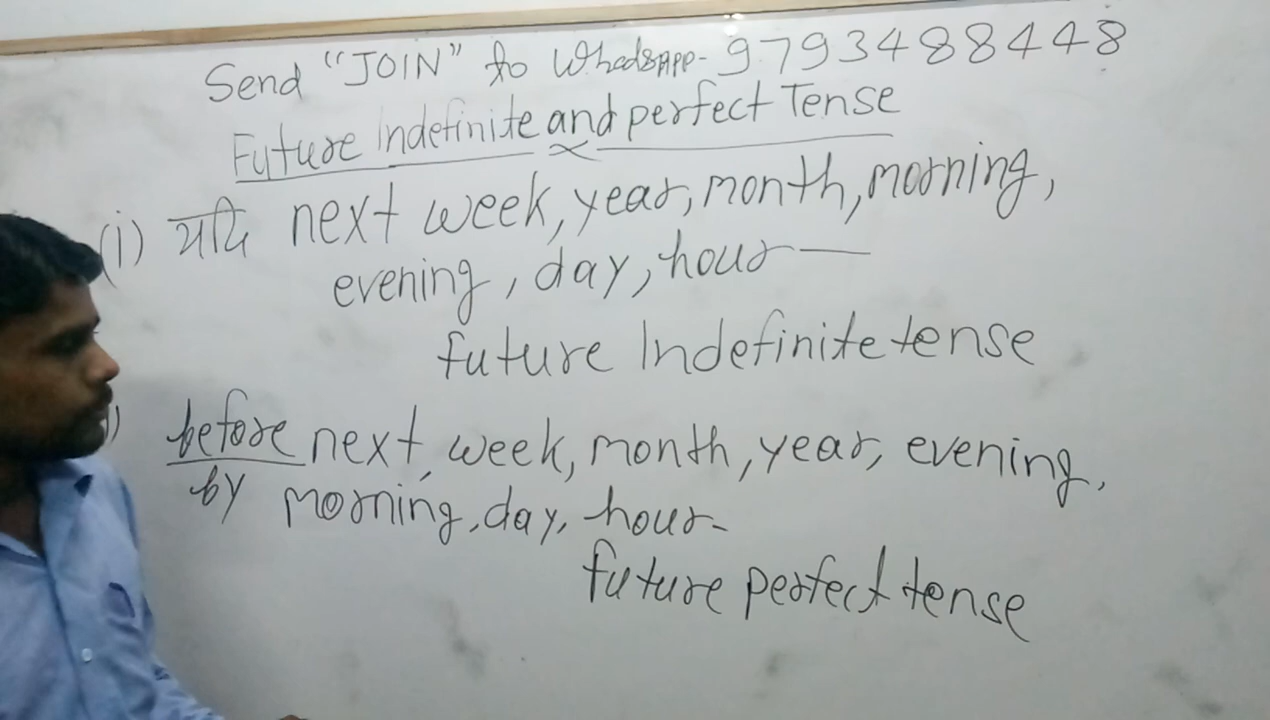 Send "JOIN" to WhadsAPP- 9793488448
Future Indefinite and perfect Tense
(i) यदि next week, year, month, morning,
evening, day, hour —
future Indefinite tense
before next, week, month, year, evening,
by morning, day, hour-
future perfect tense